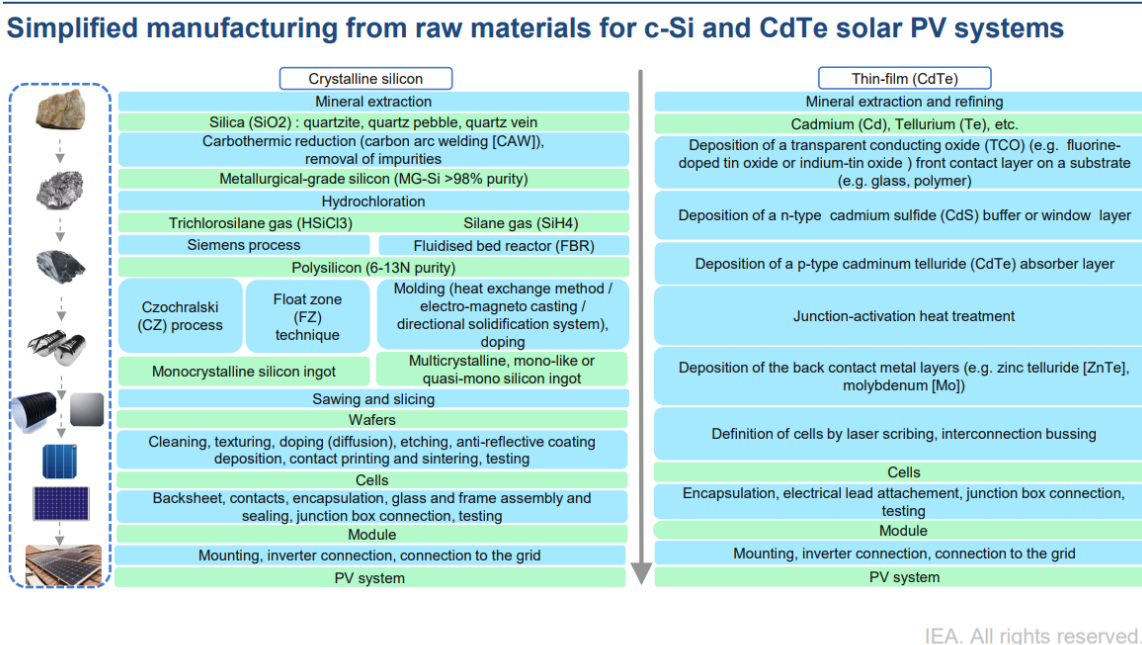 Simplified manufacturing from raw materials for c-Si and CdTe solar PV systems
Crystalline silicon
Mineral extraction
Silica (SiO2) : quartzite, quartz pebble, quartz vein
Carbothermic reduction (carbon arc welding [CAW]),
removal of impurities
Metallurgical-grade silicon (MG-Si >98% purity)
Hydrochloration
Trichlorosilane gas (HSiCl3)
Silane gas (SiH4)
Siemens process
Fluidised bed reactor (FBR)
Polysilicon (6-13N purity)
Czochralski
(CZ) process
Float zone
(FZ)
technique
Molding (heat exchange method /
electro-magneto casting /
directional solidification system),
doping
Monocrystalline silicon ingot
Multicrystalline, mono-like or
quasi-mono silicon ingot
Sawing and slicing
Wafers
Cleaning, texturing, doping (diffusion), etching, anti-reflective coating
deposition, contact printing and sintering, testing
Cells
Backsheet, contacts, encapsulation, glass and frame assembly and
sealing, junction box connection, testing
Module
Mounting, inverter connection, connection to the grid
PV system
Thin-film (CdTe)
Mineral extraction and refining
Cadmium (Cd), Tellurium (Te), etc.
Deposition of a transparent conducting oxide (TCO) (e.g. fluorine-
doped tin oxide or indium-tin oxide ) front contact layer on a substrate
(e.g. glass, polymer)
Deposition of a n-type cadmium sulfide (CdS) buffer or window layer
Deposition of a p-type cadminum telluride (CdTe) absorber layer
Junction-activation heat treatment
Deposition of the back contact metal layers (e.g. zinc telluride [ZnTe],
molybdenum [Mo])
Definition of cells by laser scribing, interconnection bussing
Cells
Encapsulation, electrical lead attachement, junction box connection,
testing
Module
Mounting, inverter connection, connection to the grid
PV system
IEA. All rights reserved.